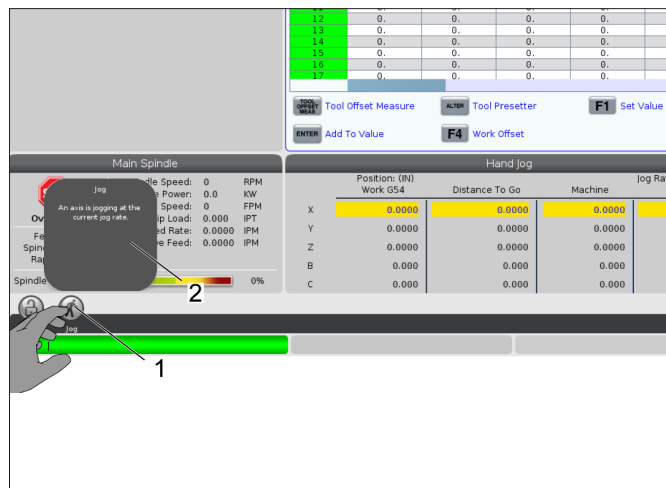 12 0. 0. 0. 0.
13 0. 0. 0. 0.
14 0. 0. 0. 0.
15 0. 0. 0. 0.
16 0. 0. 0. 0.
17 0. 0. 0. 0.
TOOL OFFSET MEAS Tool Offset Measure ALTER Tool Presetter F1 Set Value
ENTER Add To Value F4 Work Offset
Main Spindle
Speed: 0 RPM
Power: 0.0 KW
Speed: 0 FPM
Load: 0.000 IPT
Rate: 0.0000 IPM
Feed: 0.0000 IPM
Spindle 0%
Jog
An axis is jogging at the
current jog rate.
2
Jog
1
Hand Jog
Position: (IN) Jog
Work G54 Distance To Go Machine
X 0.0000 0.0000 0.0000
Y 0.0000 0.0000 0.0000
Z 0.0000 0.0000 0.0000
B 0.000 0.000 0.000
C 0.000 0.000 0.000